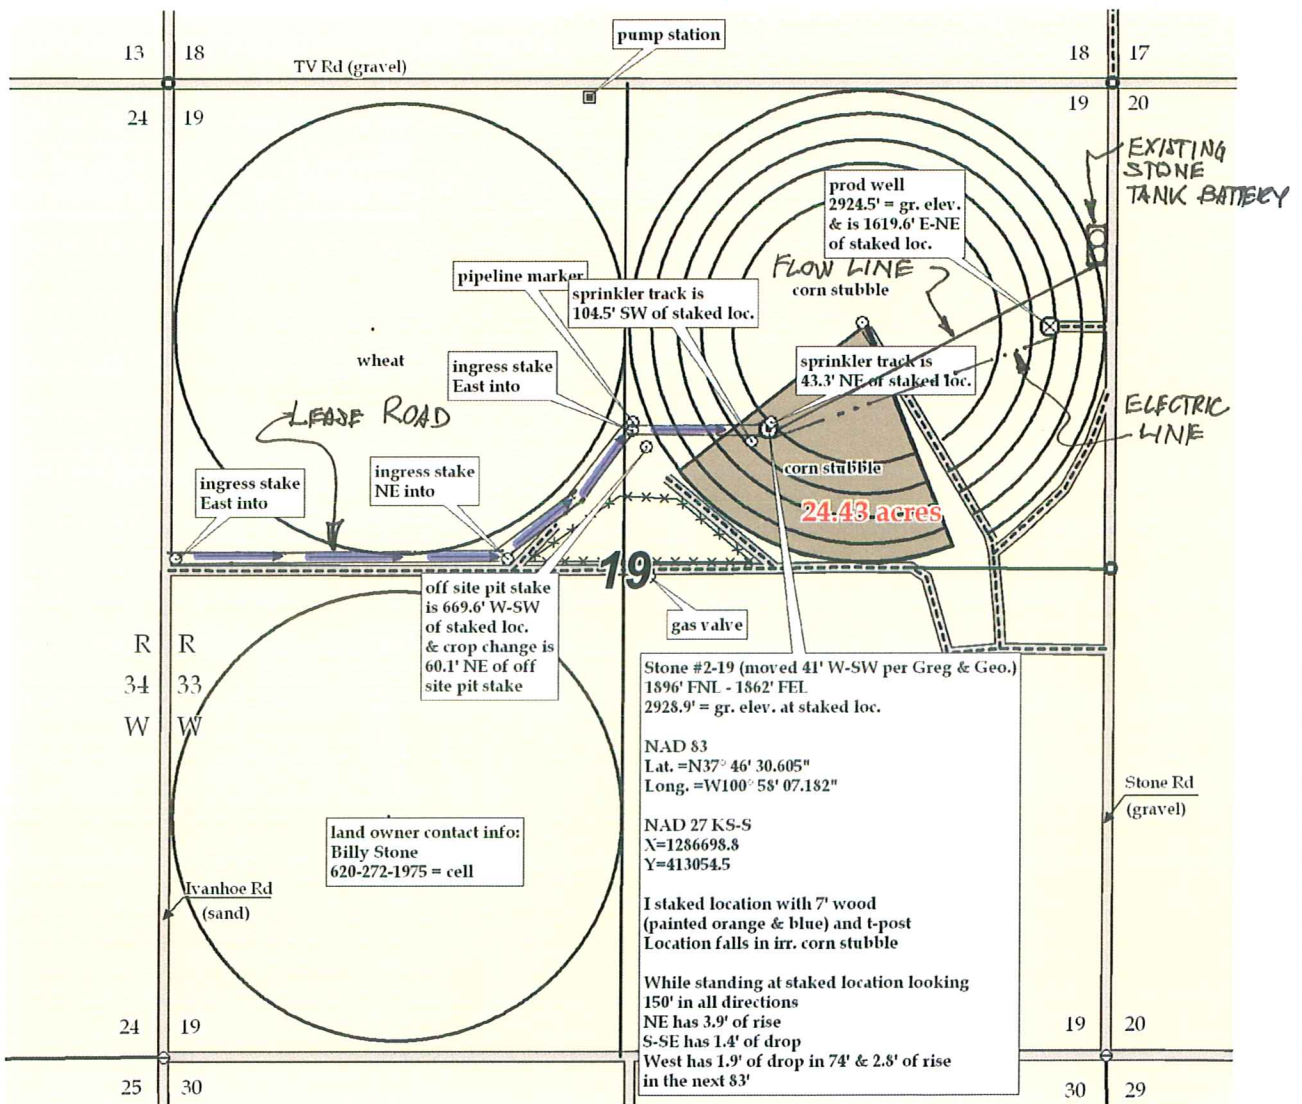 pump station
13 18
18 17
TV Rd (gravel)
24 19
19 20
EXISTING
STONE
TANK BATTERY
prod well
2924.5' = gr. elev.
& is 1619.6' E-NE
of staked loc.
FLOW LINE
corn stubble
pipeline marker
sprinkler track is
104.5' SW of staked loc.
wheat
ingress stake
East into
sprinkler track is
43.3' NE of staked loc.
LEASE ROAD
ELECTRIC
LINE
ingress stake
East into
ingress stake
NE into
corn stubble
24.43 acres
19
off site pit stake
is 669.6' W-SW
of staked loc.
& crop change is
60.1' NE of off
site pit stake
gas valve
R R
34 33
W W
Stone #2-19 (moved 41' W-SW per Greg & Geo.)
1896' FNL - 1862' FEL
2928.9' = gr. elev. at staked loc.
NAD 83
Lat. =N37° 46' 30.605"
Long. =W100° 58' 07.182"
NAD 27 KS-S
X=1286698.8
Y=413054.5
I staked location with 7' wood
(painted orange & blue) and t-post
Location falls in irr. corn stubble
While standing at staked location looking
150' in all directions
NE has 3.9' of rise
S-SE has 1.4' of drop
West has 1.9' of drop in 74' & 2.8' of rise
in the next 83'
Stone Rd
(gravel)
land owner contact info:
Billy Stone
620-272-1975 = cell
Ivanhoe Rd
(sand)
24 19
19 20
25 30
30 29